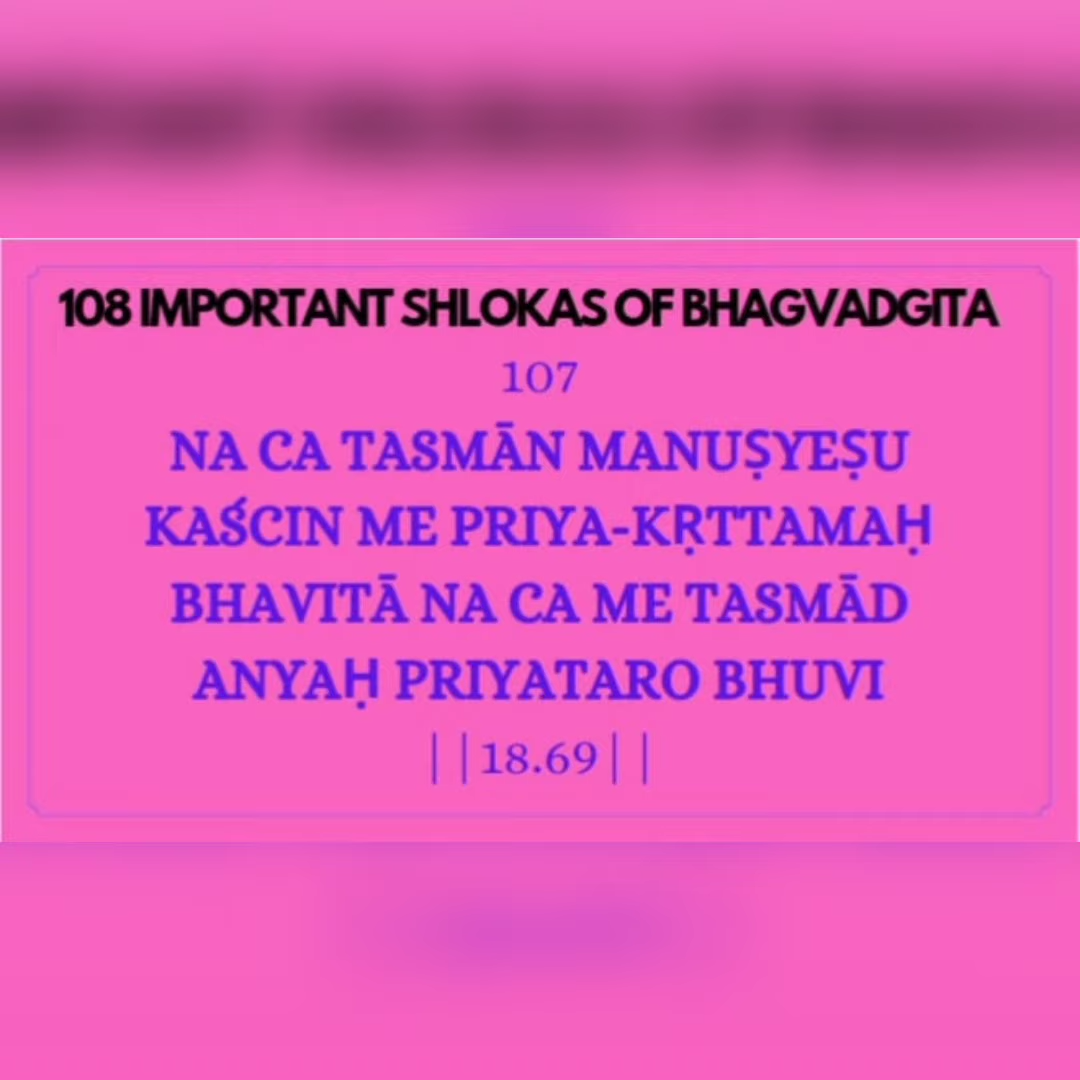 108 IMPORTANT SHLOKAS OF BHAGVADGITA
107
NA CA TASMĀN MANUṢYEṢU
KAŚCIN ME PRIYA-KṚTTAMAḤ
BHAVITĀ NA CA ME TASMĀD
ANYAḤ PRIYATARO BHUVI
||18.69||